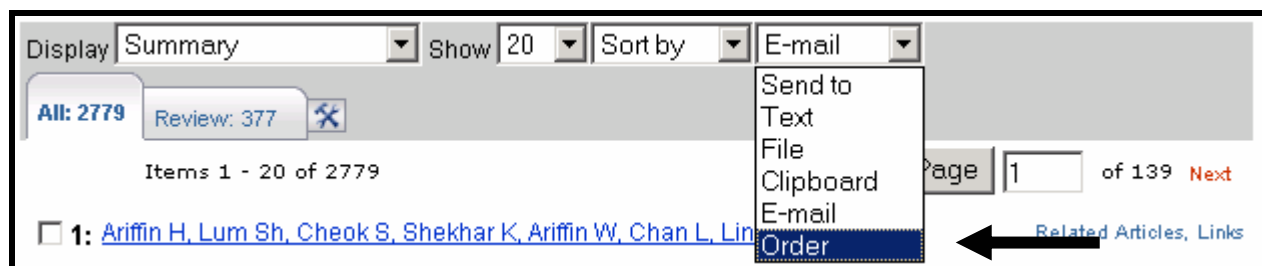 Display Summary Show 20 Sort by E-mail
All: 2779 Review: 377
Send to
Text
File
Clipboard
E-mail
Order
Items 1 - 20 of 2779 Page 1 of 139 Next
1: Ariffin H, Lum Sh, Cheok S, Shekhar K, Ariffin W, Chan L, Lin Related Articles, Links